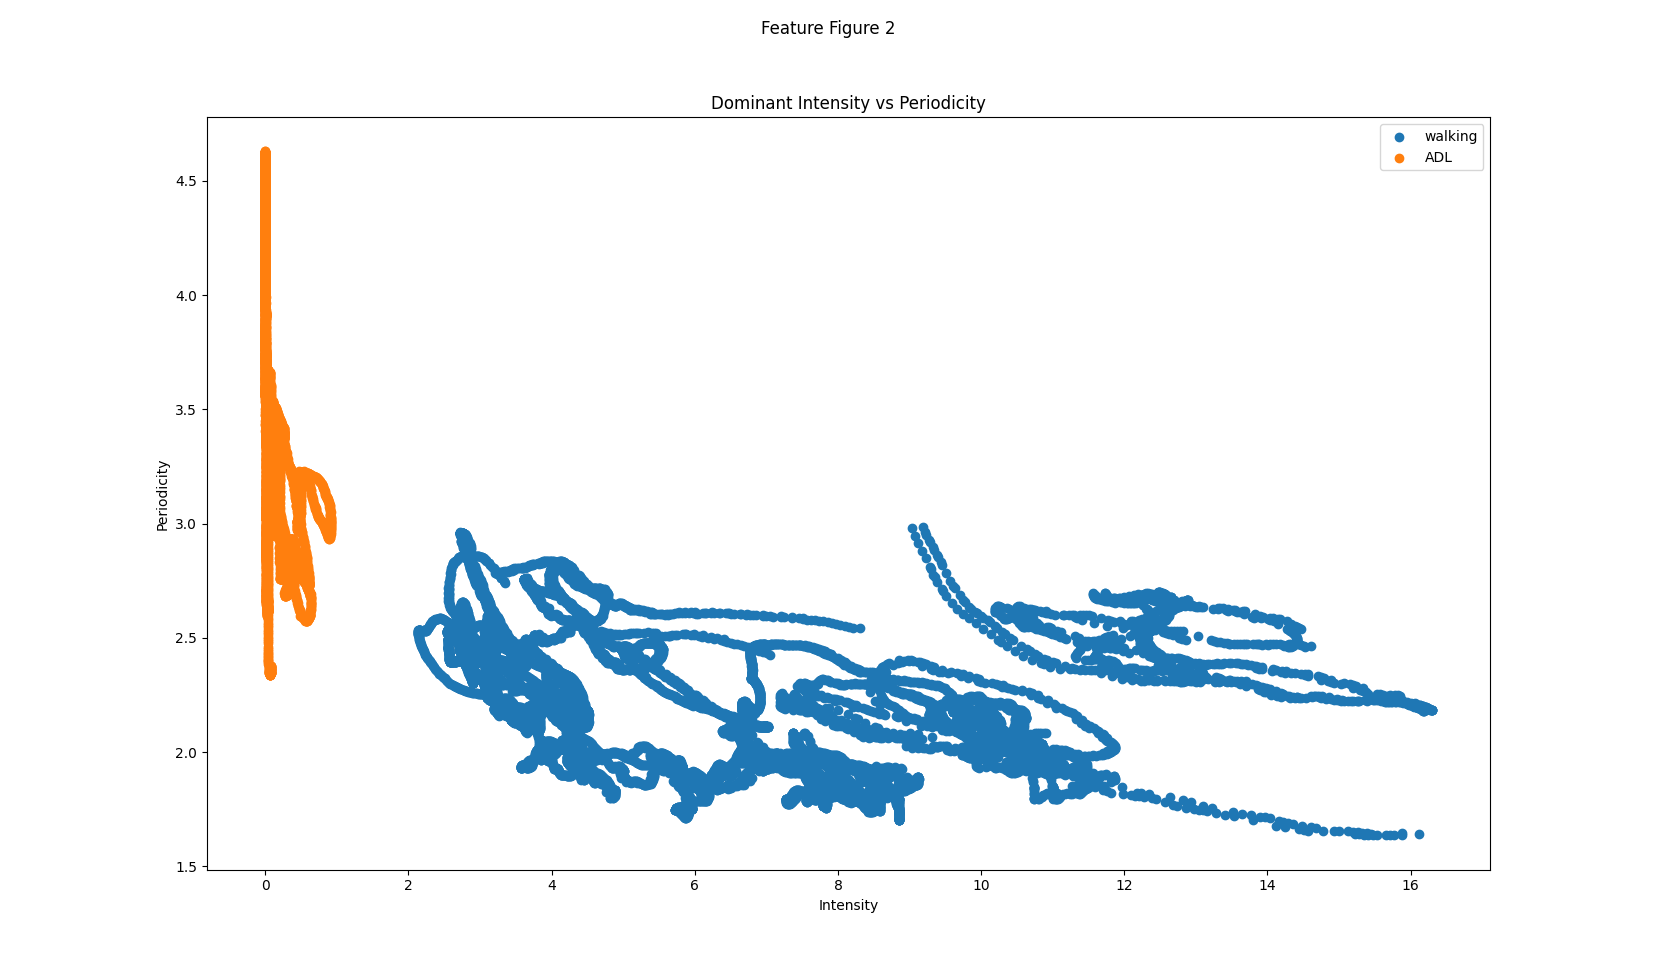 Feature Figure 2
Dominant Intensity vs Periodicity
walking
ADL
Periodicity
4.5
4.0
3.5
3.0
2.5
2.0
1.5
0 2 4 6 8 10 12 14 16
Intensity